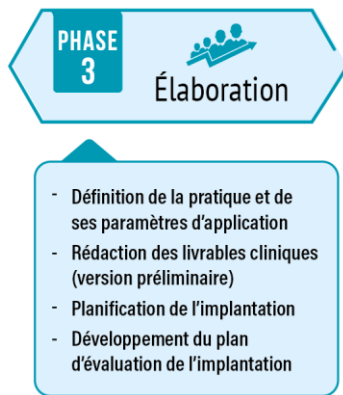 PHASE
3
Élaboration
- Définition de la pratique et de
ses paramètres d'application
- Rédaction des livrables cliniques
(version préliminaire)
- Planification de l'implantation
- Développement du plan
d'évaluation de l'implantation